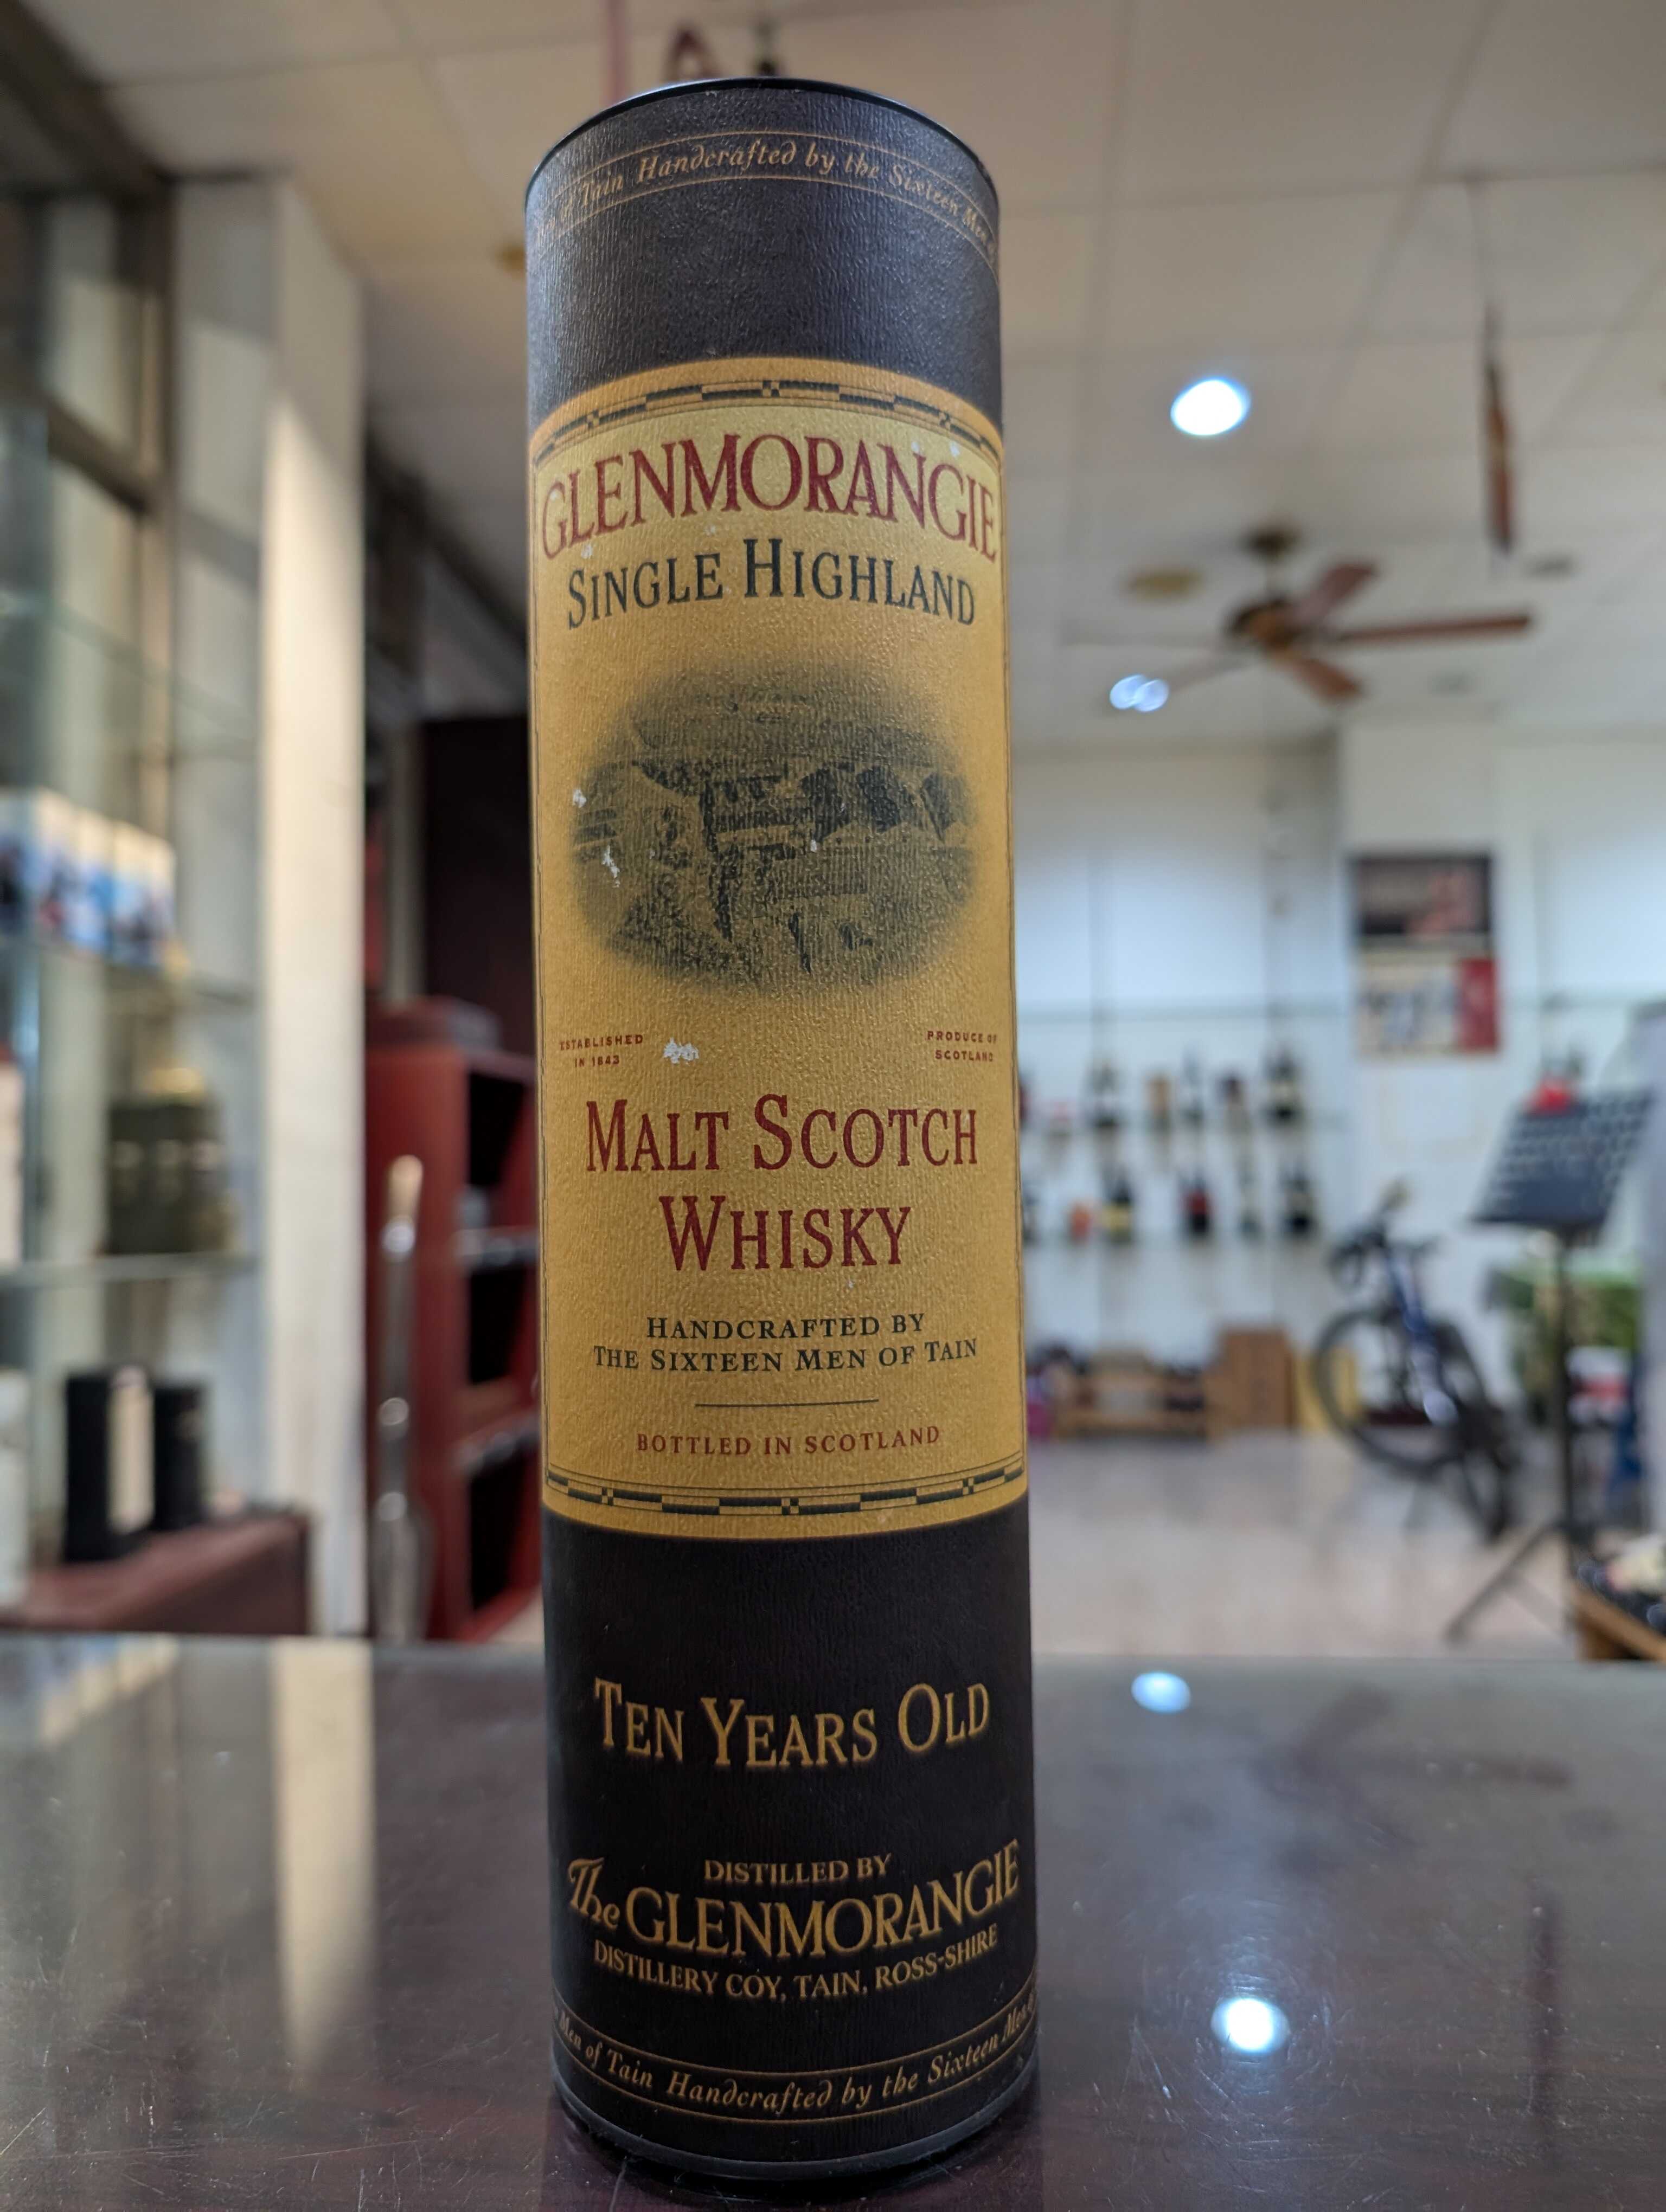 Tain Handcrafted by the Sixteen Men
GLENMORANGIE
SINGLE HIGHLAND
ESTABLISHED
IN 1843
PRODUCE OF
SCOTLAND
MALT SCOTCH
WHISKY
HANDCRAFTED BY
THE SIXTEEN MEN OF TAIN
BOTTLED IN SCOTLAND
TEN YEARS OLD
DISTILLED BY
The GLENMORANGIE
DISTILLERY COY, TAIN, ROSS-SHIRE
Men of Tain Handcrafted by the Sixteen Men